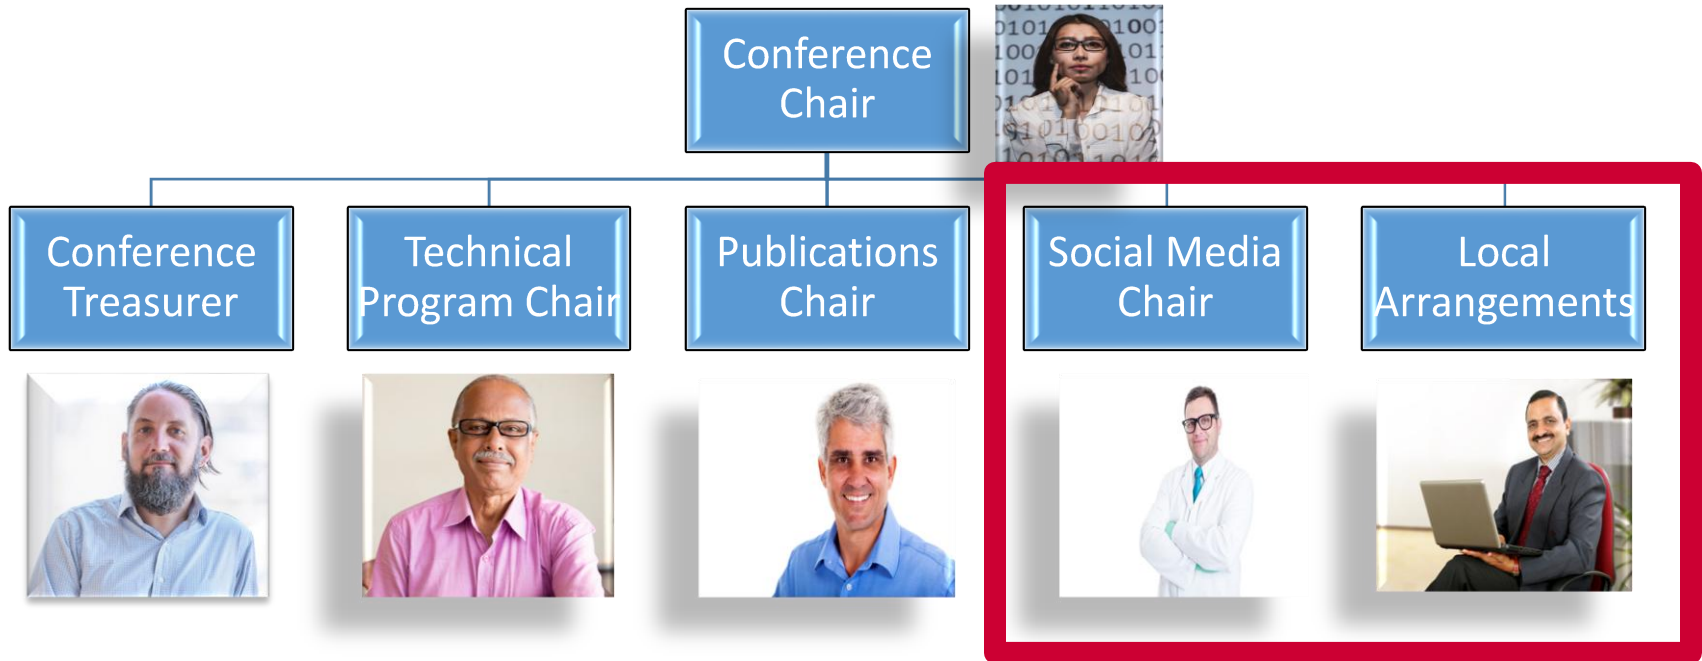 Conference
Chair
Conference
Treasurer
Technical
Program Chair
Publications
Chair
Social Media
Chair
Local
Arrangements